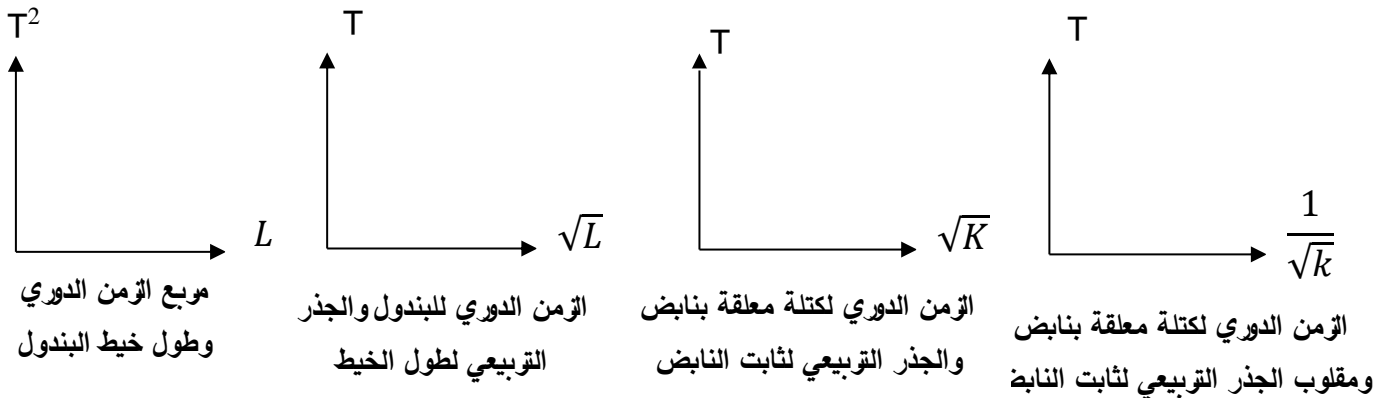 T²
L
مربع الزمن الدوري
وطول خيط البندول
T
√L
الزمن الدوري للبندول والجذر
التربيعي لطول الخيط
T
√K
الزمن الدوري لكتلة معلقة بنابض
والجذر التربيعي لثابت النابض
T
1/√k
الزمن الدوري لكتلة معلقة بنابض
ومقلوب الجذر التربيعي لثابت النابض